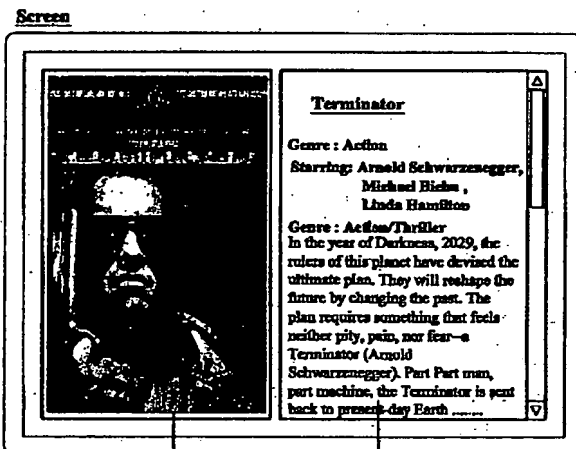 Screen
Terminator
Genre : Action
Starring: Arnold Schwarzenegger,
Michael Biehn ,
Linda Hamilton
Genre : Action/Thriller
In the year of Darkness, 2029, the
rulers of this planet have devised the
ultimate plan. They will reshape the
future by changing the past. The
plan requires something that feels
neither pity, pain, nor fear--a
Terminator (Arnold
Schwarzenegger). Part Part man,
part machine, the Terminator is sent
back to present-day Earth ........